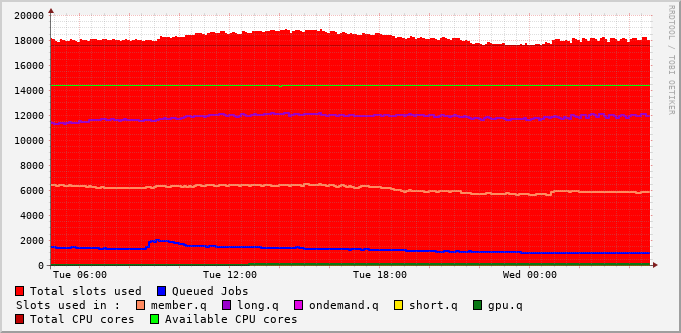 20000
18000
16000
14000
12000
10000
8000
6000
4000
2000
0
Tue 06:00 Tue 12:00 Tue 18:00 Wed 00:00
RRDTOOL / TOBI OETIKER
Total slots used Queued Jobs
Slots used in : member.q long.q ondemand.q short.q gpu.q
Total CPU cores Available CPU cores